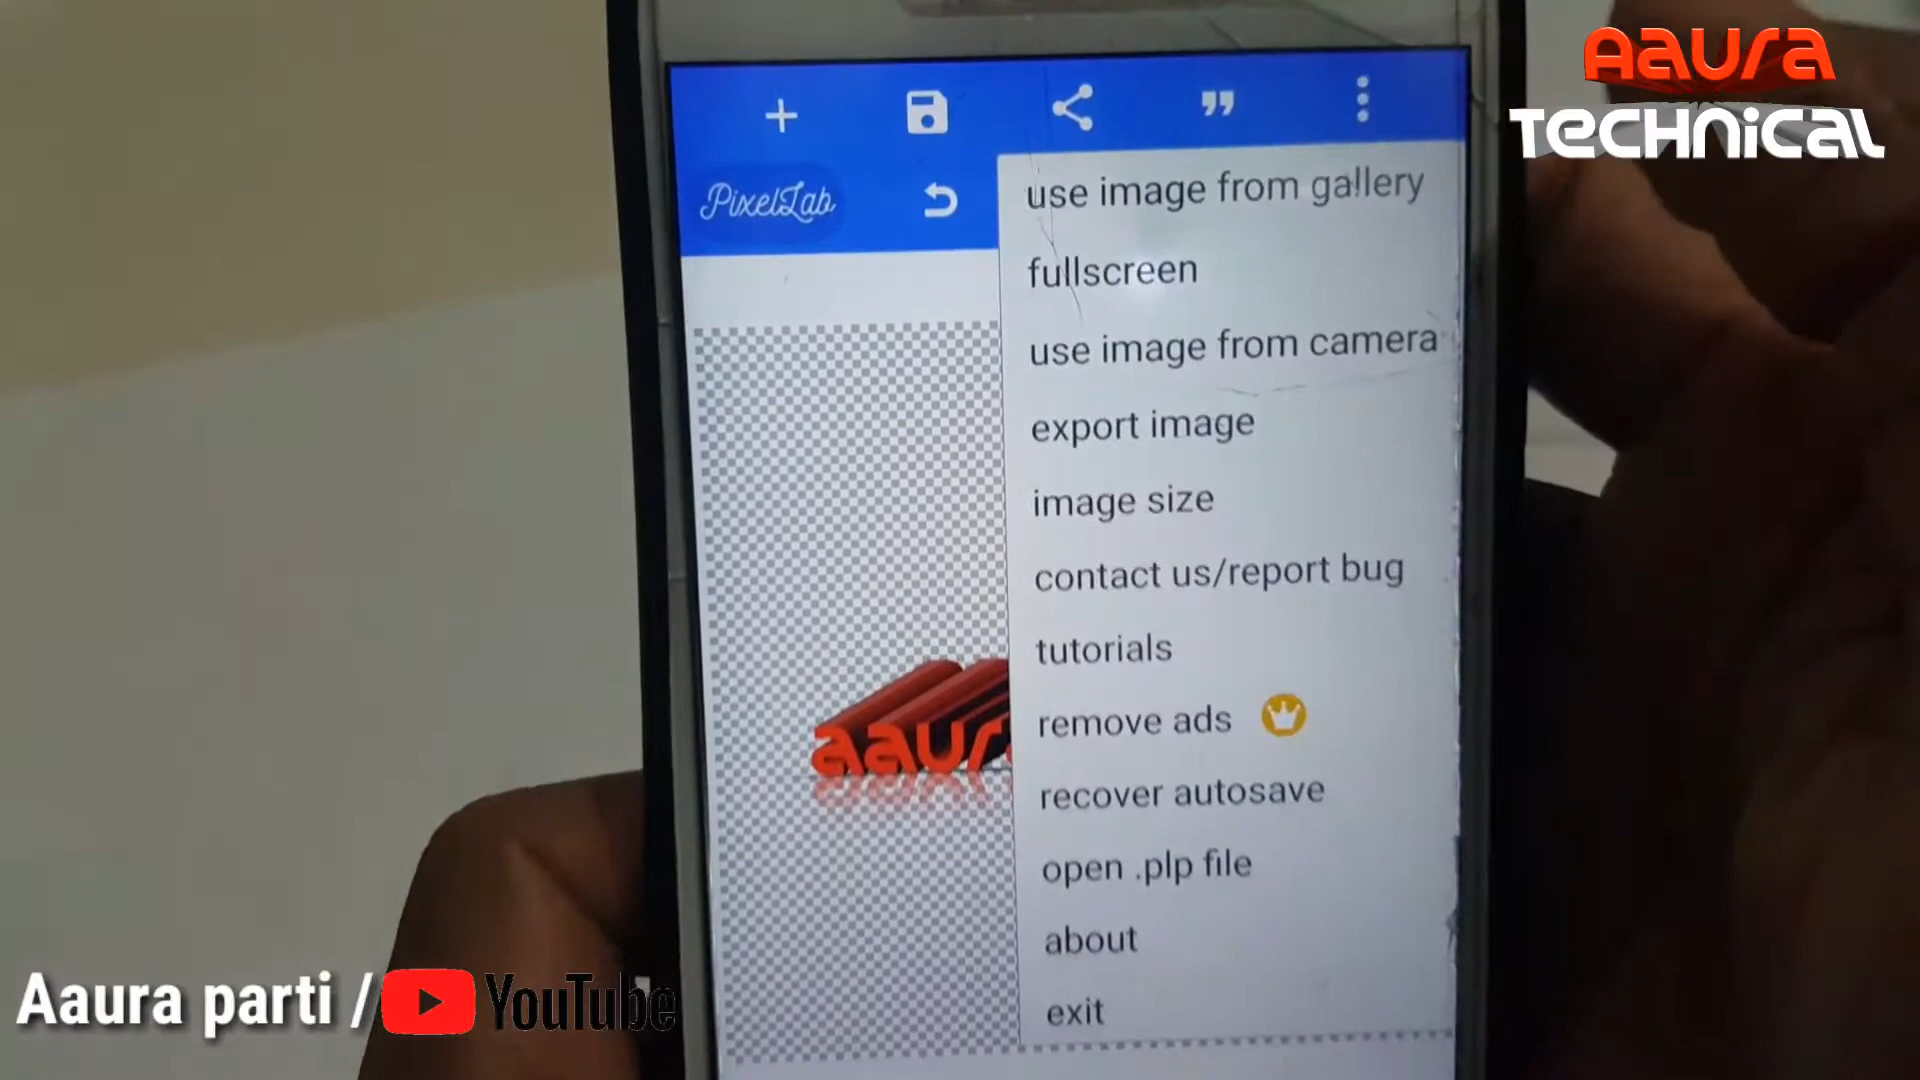 Aaura
Technical
PixelLab
use image from gallery
fullscreen
use image from camera
export image
image size
contact us/report bug
tutorials
remove ads
recover autosave
open .plp file
about
exit
aaur
Aaura parti / YouTube